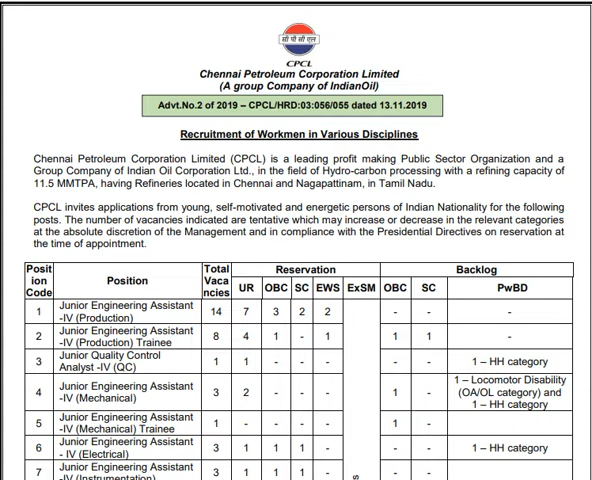 सी पी सी एल
CPCL
Chennai Petroleum Corporation Limited
(A group Company of IndianOil)
Advt.No.2 of 2019 – CPCL/HRD:03:056/055 dated 13.11.2019
Recruitment of Workmen in Various Disciplines
Chennai Petroleum Corporation Limited (CPCL) is a leading profit making Public Sector Organization and a
Group Company of Indian Oil Corporation Ltd., in the field of Hydro-carbon processing with a refining capacity of
11.5 MMTPA, having Refineries located in Chennai and Nagapattinam, in Tamil Nadu.
CPCL invites applications from young, self-motivated and energetic persons of Indian Nationality for the following
posts. The number of vacancies indicated are tentative which may increase or decrease in the relevant categories
at the absolute discretion of the Management and in compliance with the Presidential Directives on reservation at
the time of appointment.
Posit
ion
Code
Position
Total
Vaca
ncies
Reservation
Backlog
UR OBC SC EWS ExSM OBC SC PwBD
1 Junior Engineering Assistant
-IV (Production) 14 7 3 2 2 - - -
2 Junior Engineering Assistant
-IV (Production) Trainee 8 4 1 - 1 1 1 -
3 Junior Quality Control
Analyst -IV (QC) 1 1 - - - - - 1 – HH category
4 Junior Engineering Assistant
-IV (Mechanical) 3 2 - - - 1 - 1 – Locomotor Disability
(OA/OL category) and
1 – HH category
5 Junior Engineering Assistant
-IV (Mechanical) Trainee 1 - - - - 1 -
6 Junior Engineering Assistant
- IV (Electrical) 3 1 1 1 - - - 1 – HH category
7 Junior Engineering Assistant
-IV (Instrumentation) 3 1 1 1 - - -
s